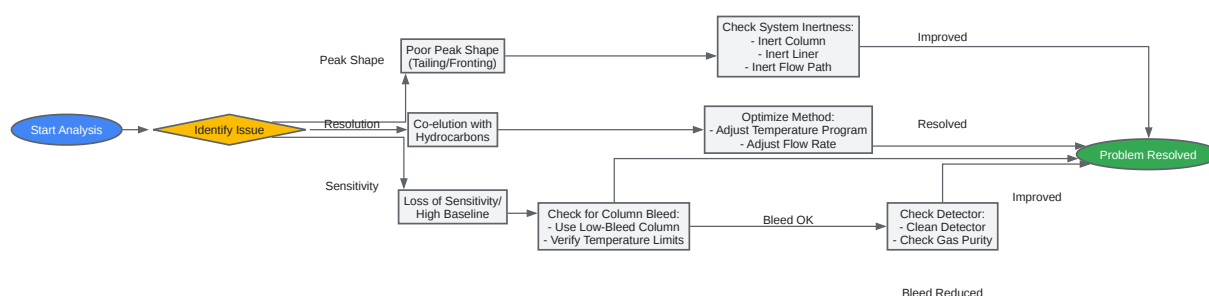 Start Analysis
Identify Issue
Peak Shape
Resolution
Sensitivity
Poor Peak Shape
(Tailing/Fronting)
Co-elution with
Hydrocarbons
Loss of Sensitivity/
High Baseline
Check System Inertness:
- Inert Column
- Inert Liner
- Inert Flow Path
Improved
Optimize Method:
- Adjust Temperature Program
- Adjust Flow Rate
Resolved
Check for Column Bleed:
- Use Low-Bleed Column
- Verify Temperature Limits
Bleed OK
Check Detector:
- Clean Detector
- Check Gas Purity
Improved
Problem Resolved
Bleed Reduced